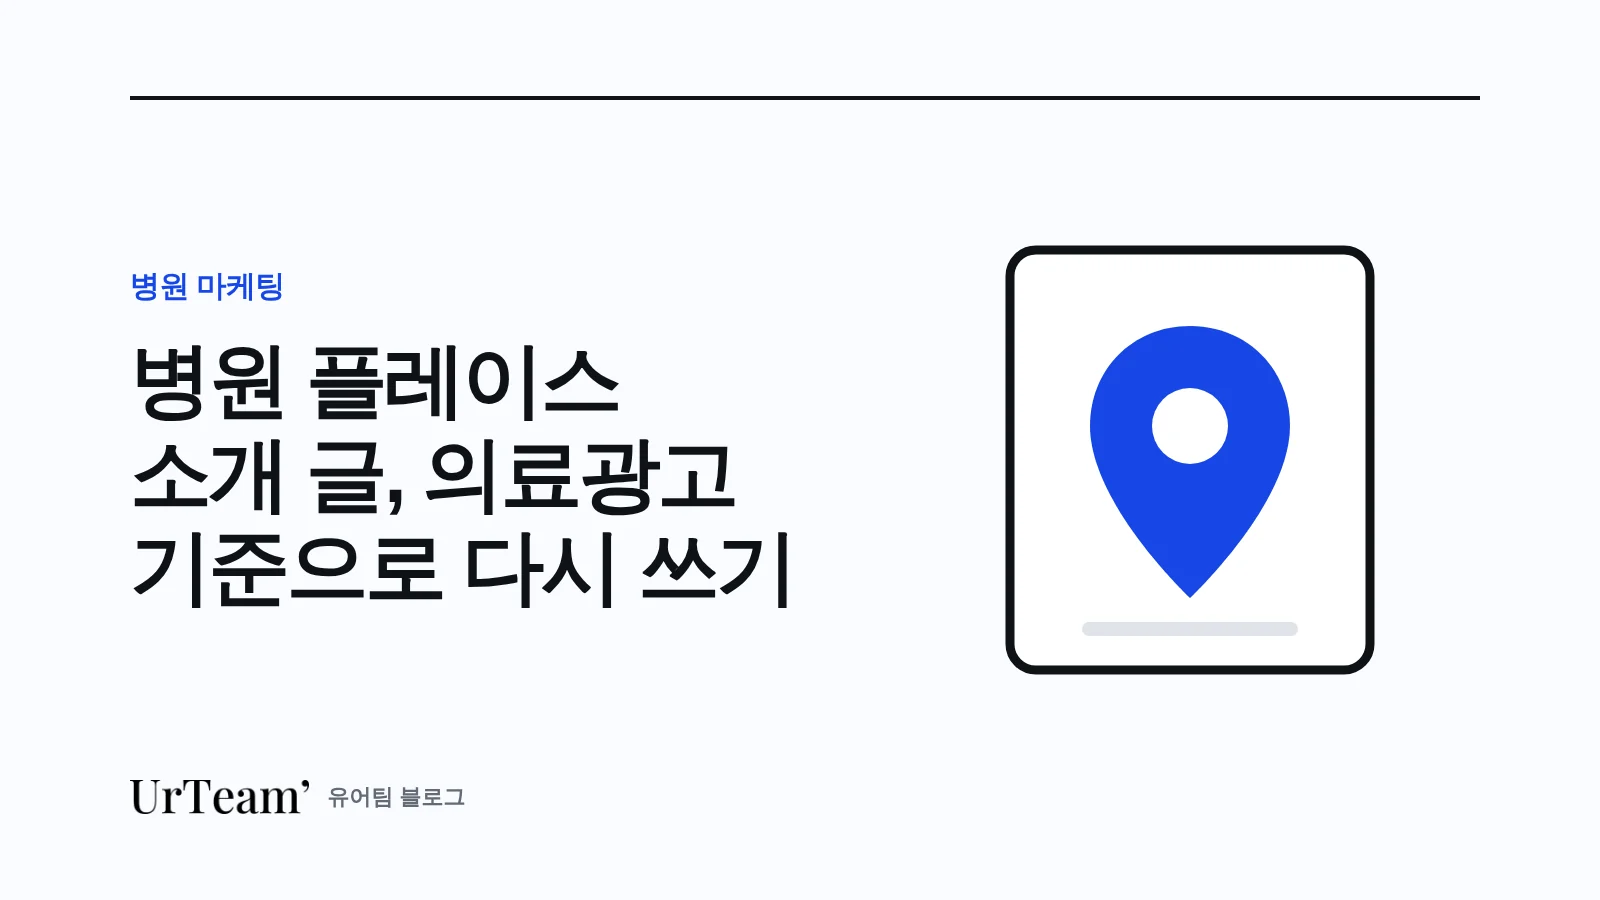 병원 마케팅
병원 플레이스
소개 글, 의료광고
기준으로 다시 쓰기
UrTeam’ 유어팀 블로그